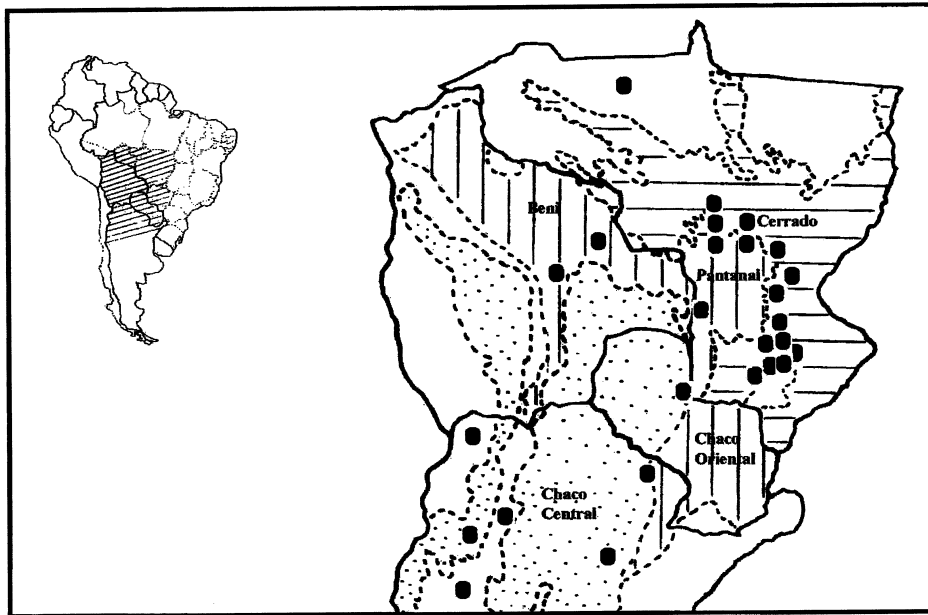 Beni
Cerrado
Pantanal
Chaco
Oriental
Chaco
Central